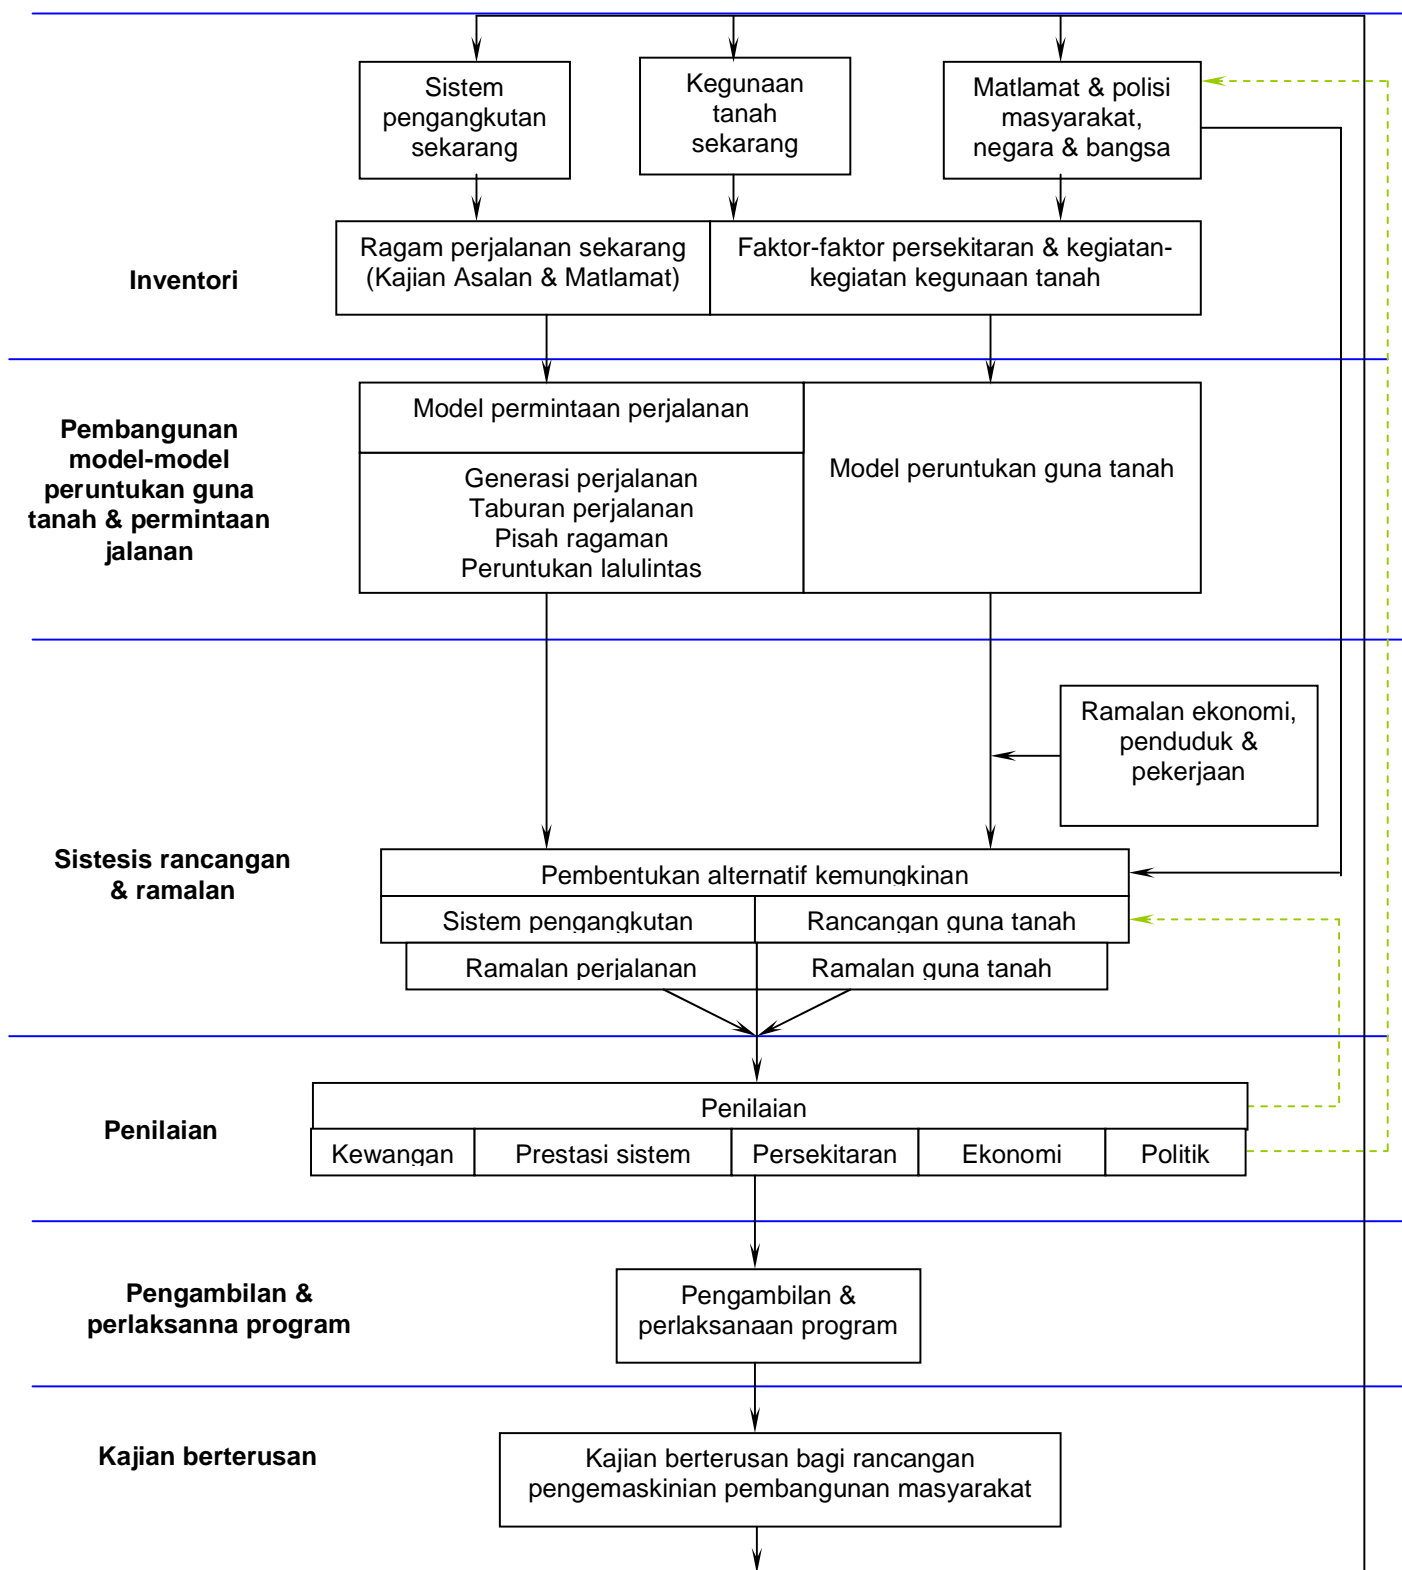 Sistem
pengangkutan
sekarang
Kegunaan
tanah
sekarang
Matlamat & polisi
masyarakat,
negara & bangsa
Inventori
Ragam perjalanan sekarang
(Kajian Asalan & Matlamat)
Faktor-faktor persekitaran & kegiatan-
kegiatan kegunaan tanah
Pembangunan
model-model
peruntukan guna
tanah & permintaan
jalanan
Model permintaan perjalanan
Generasi perjalanan
Taburan perjalanan
Pisah ragaman
Peruntukan lalulintas
Model peruntukan guna tanah
Ramalan ekonomi,
penduduk &
pekerjaan
Sistesis rancangan
& ramalan
Pembentukan alternatif kemungkinan
Sistem pengangkutan
Rancangan guna tanah
Ramalan perjalanan
Ramalan guna tanah
Penilaian
Penilaian
Kewangan
Prestasi sistem
Persekitaran
Ekonomi
Politik
Pengambilan &
perlaksanna program
Pengambilan &
perlaksanaan program
Kajian berterusan
Kajian berterusan bagi rancangan
pengemaskinian pembangunan masyarakat